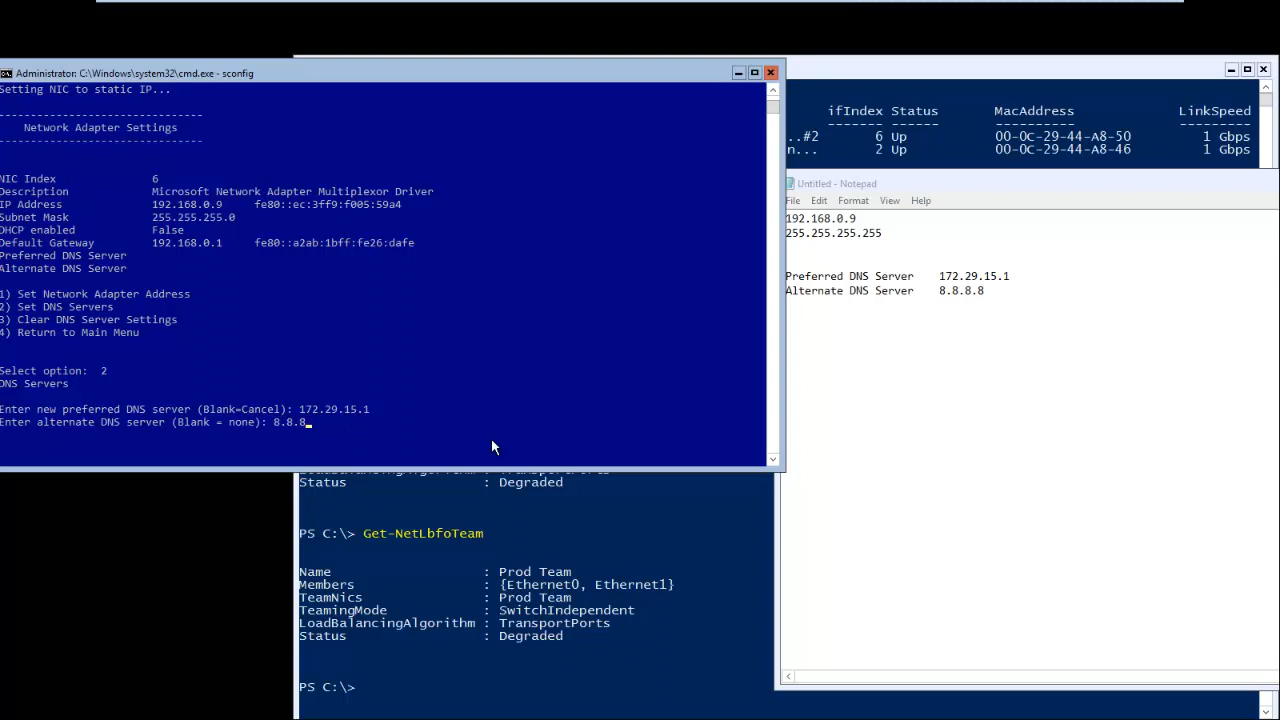 Administrator: C:\Windows\system32\cmd.exe - sconfig
Setting NIC to static IP...
--------------------------------
Network Adapter Settings
--------------------------------
NIC Index 6
Description Microsoft Network Adapter Multiplexor Driver
IP Address 192.168.0.9 fe80::ec:3ff9:f005:59a4
Subnet Mask 255.255.255.0
DHCP enabled False
Default Gateway 192.168.0.1 fe80::a2ab:1bff:fe26:dafe
Preferred DNS Server
Alternate DNS Server
1) Set Network Adapter Address
2) Set DNS Servers
3) Clear DNS Server Settings
4) Return to Main Menu
Select option: 2
DNS Servers
Enter new preferred DNS server (Blank=Cancel): 172.29.15.1
Enter alternate DNS server (Blank = none): 8.8.8
ifIndex Status MacAddress LinkSpeed
------- ------ ---------- ---------
...#2 6 Up 00-0C-29-44-A8-50 1 Gbps
n... 2 Up 00-0C-29-44-A8-46 1 Gbps
Untitled - Notepad
File Edit Format View Help
192.168.0.9
255.255.255.255
Preferred DNS Server 172.29.15.1
Alternate DNS Server 8.8.8.8
Status : Degraded
PS C:\> Get-NetLbfoTeam
Name : Prod Team
Members : {Ethernet0, Ethernet1}
TeamNics : Prod Team
TeamingMode : SwitchIndependent
LoadBalancingAlgorithm : TransportPorts
Status : Degraded
PS C:\>